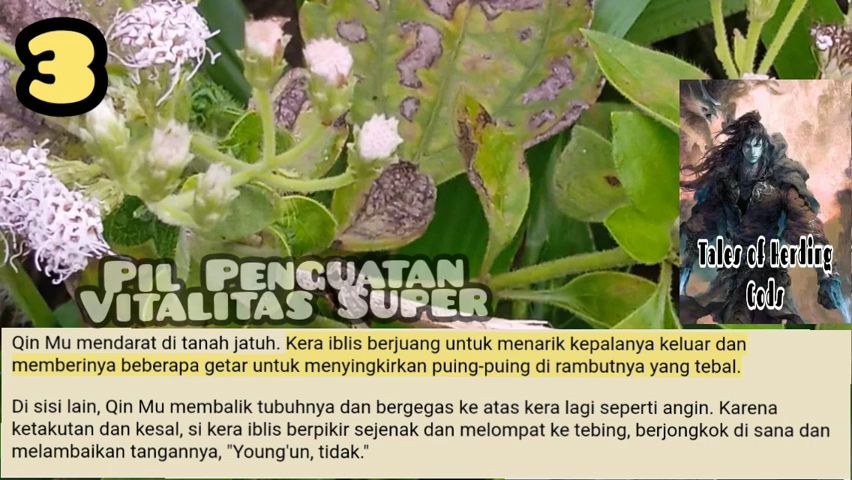 3
Tales of Herding
Gods
PIL PENGUATAN
VITALITAS SUPER
Qin Mu mendarat di tanah jatuh. Kera iblis berjuang untuk menarik kepalanya keluar dan
memberinya beberapa getar untuk menyingkirkan puing-puing di rambutnya yang tebal.
Di sisi lain, Qin Mu membalik tubuhnya dan bergegas ke atas kera lagi seperti angin. Karena
ketakutan dan kesal, si kera iblis berpikir sejenak dan melompat ke tebing, berjongkok di sana dan
melambaikan tangannya, "Young'un, tidak."